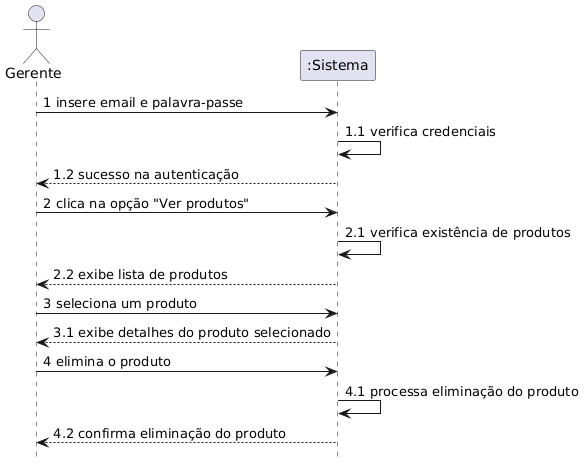 Gerente
:Sistema
1 insere email e palavra-passe
1.1 verifica credenciais
1.2 sucesso na autenticação
2 clica na opção "Ver produtos"
2.1 verifica existência de produtos
2.2 exibe lista de produtos
3 seleciona um produto
3.1 exibe detalhes do produto selecionado
4 elimina o produto
4.1 processa eliminação do produto
4.2 confirma eliminação do produto